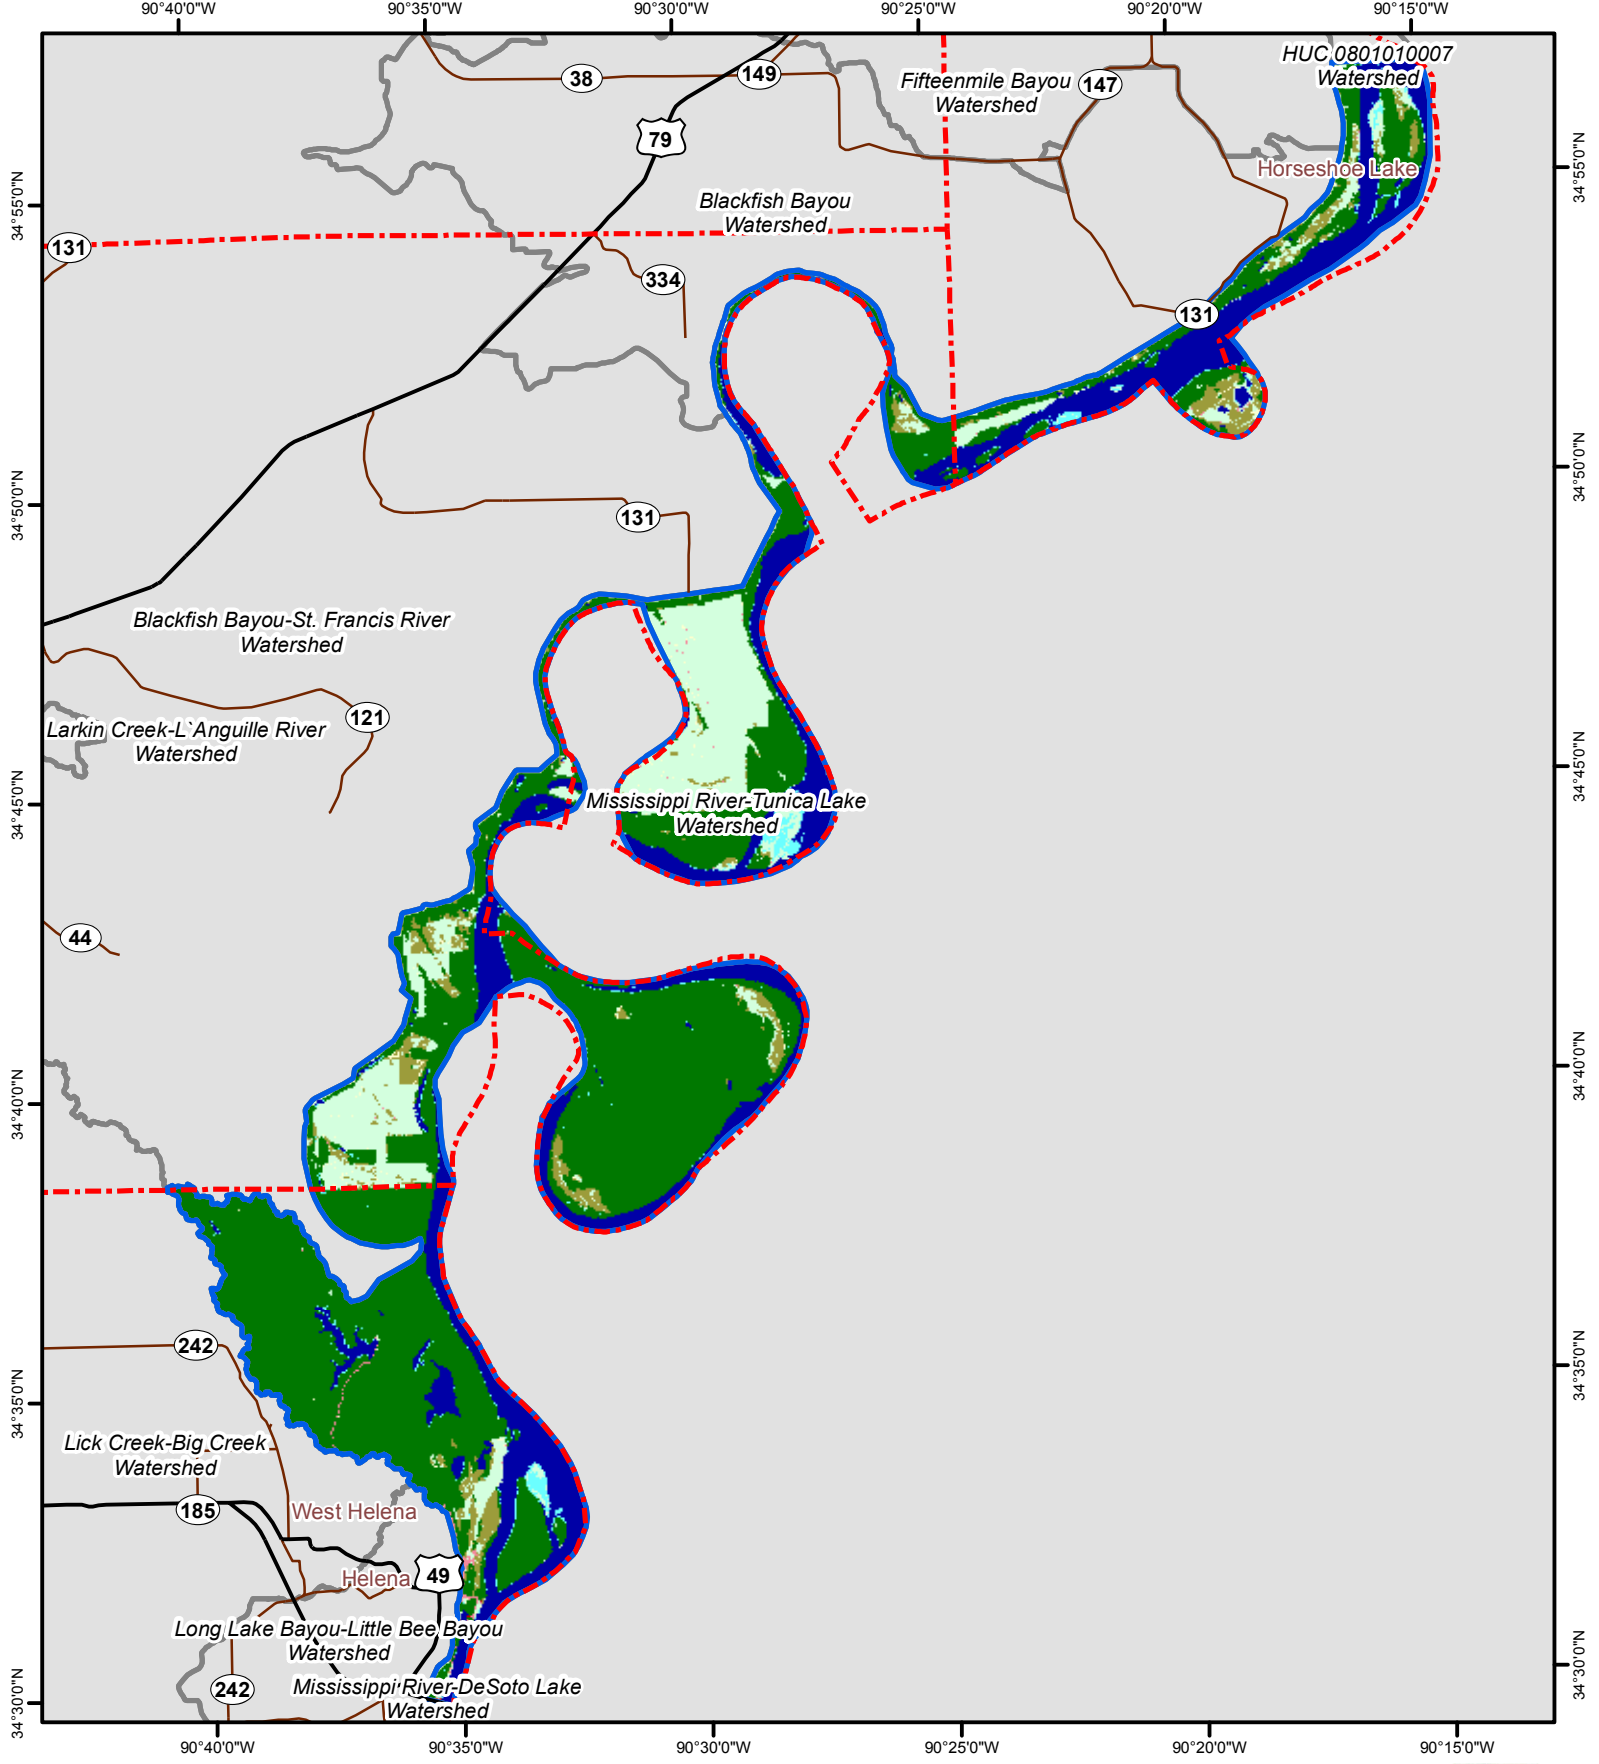 90°40'0"W
90°35'0"W
90°30'0"W
90°25'0"W
90°20'0"W
90°15'0"W
HUC 0801010007
Watershed
38
149
Fifteenmile Bayou
Watershed
147
79
34°55'0"N
34°55'0"N
Horseshoe Lake
Blackfish Bayou
Watershed
131
334
131
34°50'0"N
34°50'0"N
131
Blackfish Bayou-St. Francis River
Watershed
121
Larkin Creek-L`Anguille River
Watershed
34°45'0"N
34°45'0"N
Mississippi River-Tunica Lake
Watershed
44
34°40'0"N
34°40'0"N
242
34°35'0"N
34°35'0"N
Lick Creek-Big Creek
Watershed
185
West Helena
49
Helena
Long Lake Bayou-Little Bee Bayou
Watershed
34°30'0"N
34°30'0"N
242
Mississippi River-DeSoto Lake
Watershed
90°40'0"W
90°35'0"W
90°30'0"W
90°25'0"W
90°20'0"W
90°15'0"W